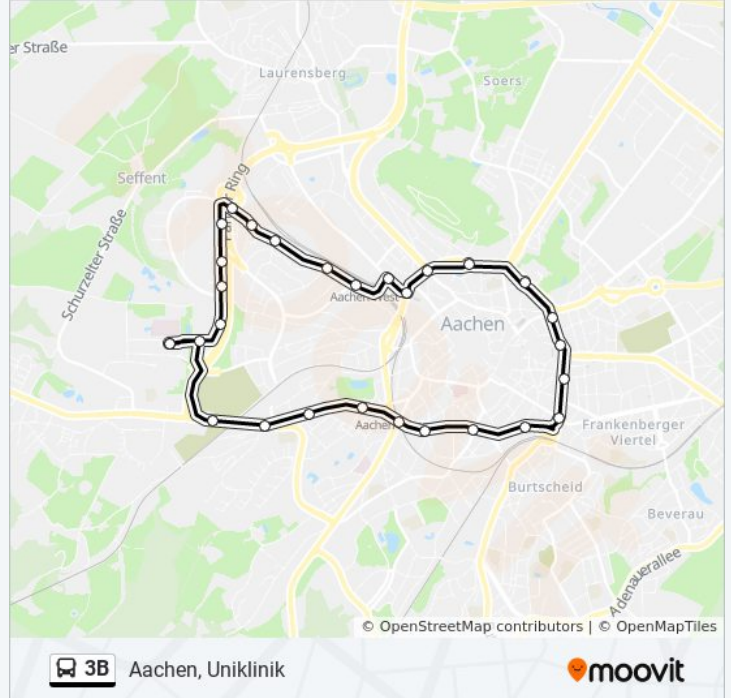 er Straße
Laurensberg
Soers
Seffent
Ring
Schurzelter Straße
Aachen West
Aachen
Aachen
Frankenberger
Viertel
Burtscheid
Beverau
Adenauerallee
© OpenStreetMap contributors | © OpenMapTiles
3B Aachen, Uniklinik
moovit